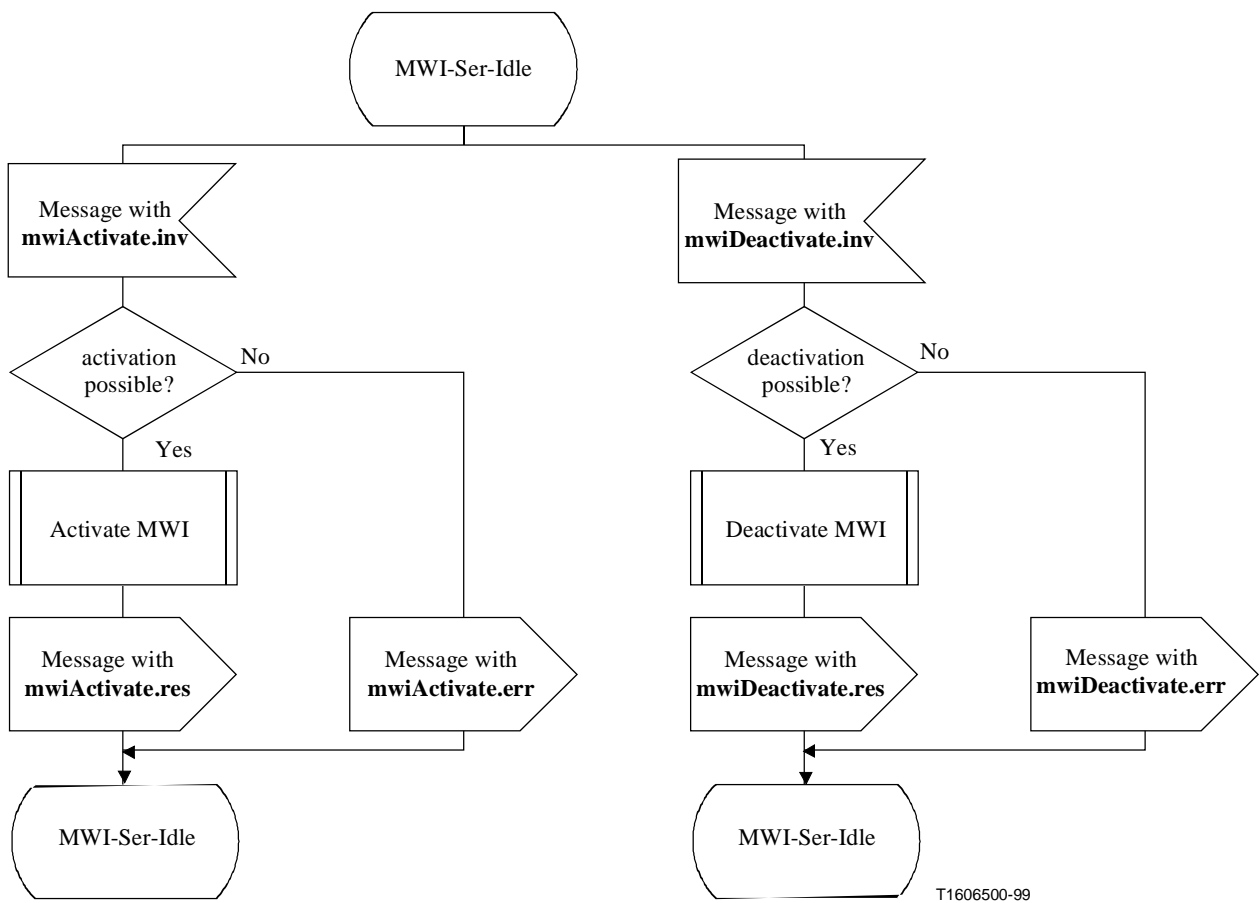 MWI-Ser-Idle
Message with
mwiActivate.inv
Message with
mwiDeactivate.inv
activation
possible?
No
Yes
deactivation
possible?
No
Yes
Activate MWI
Deactivate MWI
Message with
mwiActivate.res
Message with
mwiActivate.err
Message with
mwiDeactivate.res
Message with
mwiDeactivate.err
MWI-Ser-Idle
MWI-Ser-Idle
T1606500-99